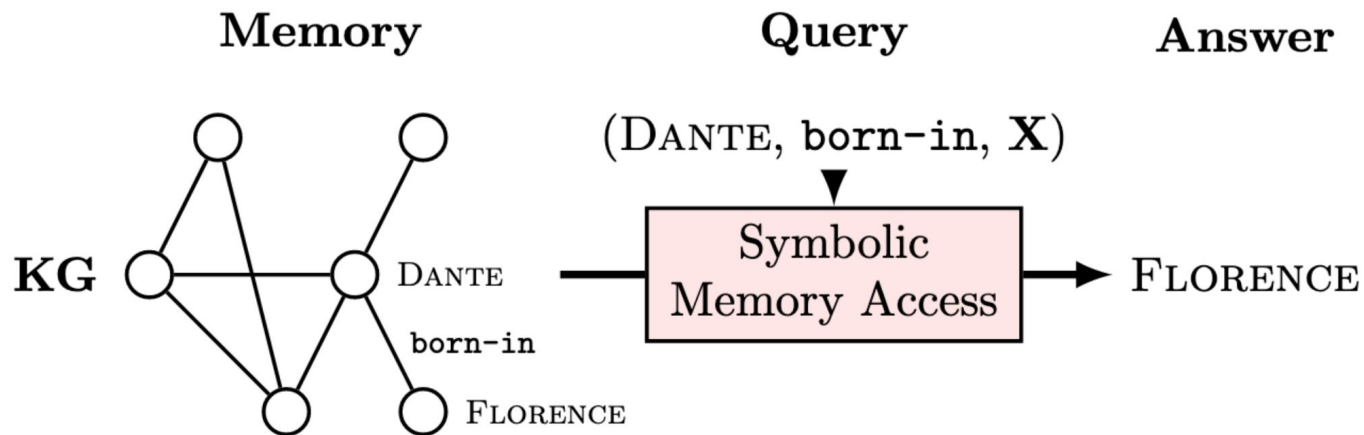 Memory
Query
Answer
(Dante, born-in, X)
KG
Dante
Symbolic
Memory Access
Florence
born-in
Florence